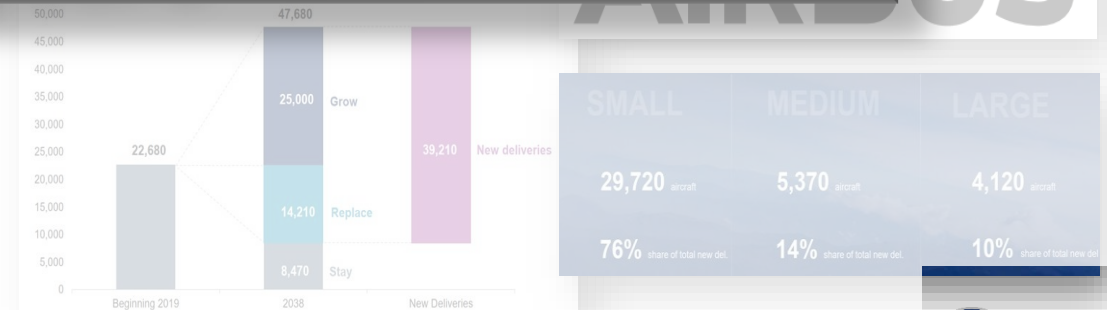 AIRBUS
50,000
45,000
40,000
35,000
30,000
25,000
20,000
15,000
10,000
5,000
0
47,680
25,000 Grow
22,680
14,210 Replace
8,470 Stay
39,210 New deliveries
Beginning 2019 2038 New Deliveries
SMALL MEDIUM LARGE
29,720 aircraft 5,370 aircraft 4,120 aircraft
76% share of total new del. 14% share of total new del. 10% share of total new del